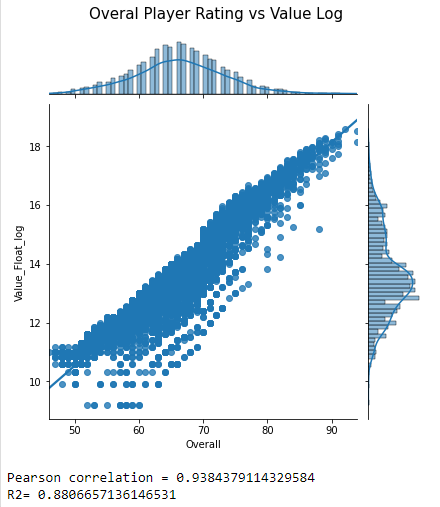 Overal Player Rating vs Value Log
18
16
14
12
10
Value_Float_log
50 60 70 80 90
Overall
Pearson correlation = 0.9384379114329584
R2= 0.8806657136146531